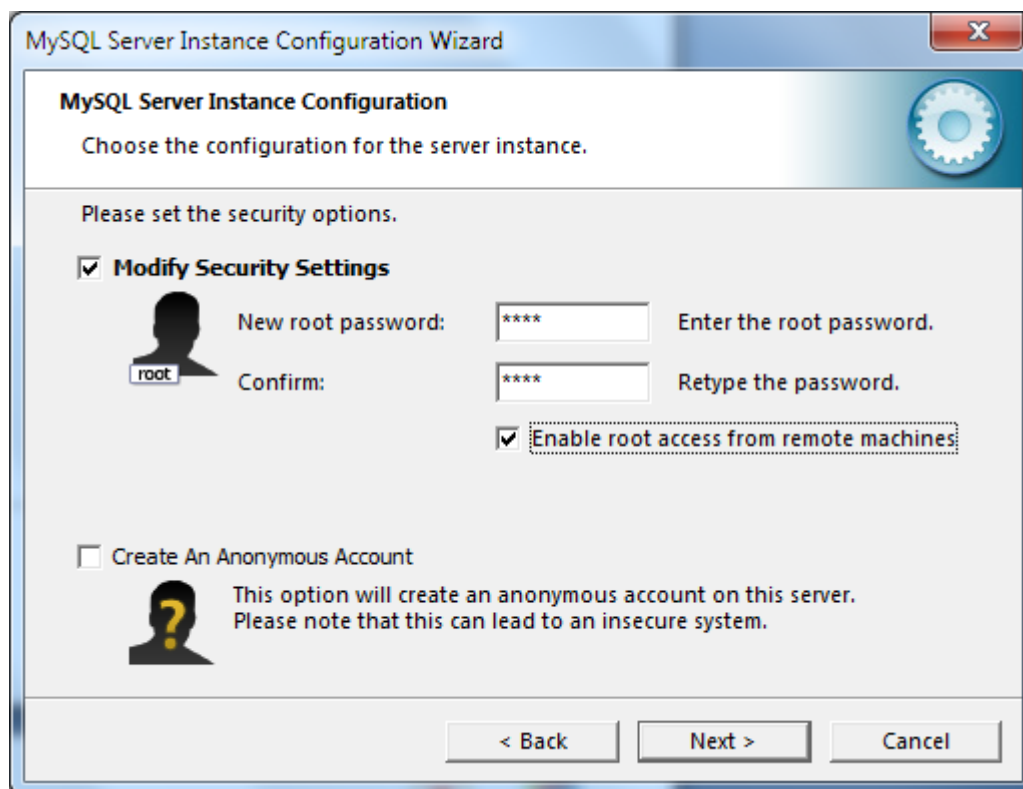 MySQL Server Instance Configuration Wizard
MySQL Server Instance Configuration
Choose the configuration for the server instance.
Please set the security options.
Modify Security Settings
New root password: **** Enter the root password.
root
Confirm: **** Retype the password.
Enable root access from remote machines
Create An Anonymous Account
This option will create an anonymous account on this server.
Please note that this can lead to an insecure system.
< Back Next > Cancel